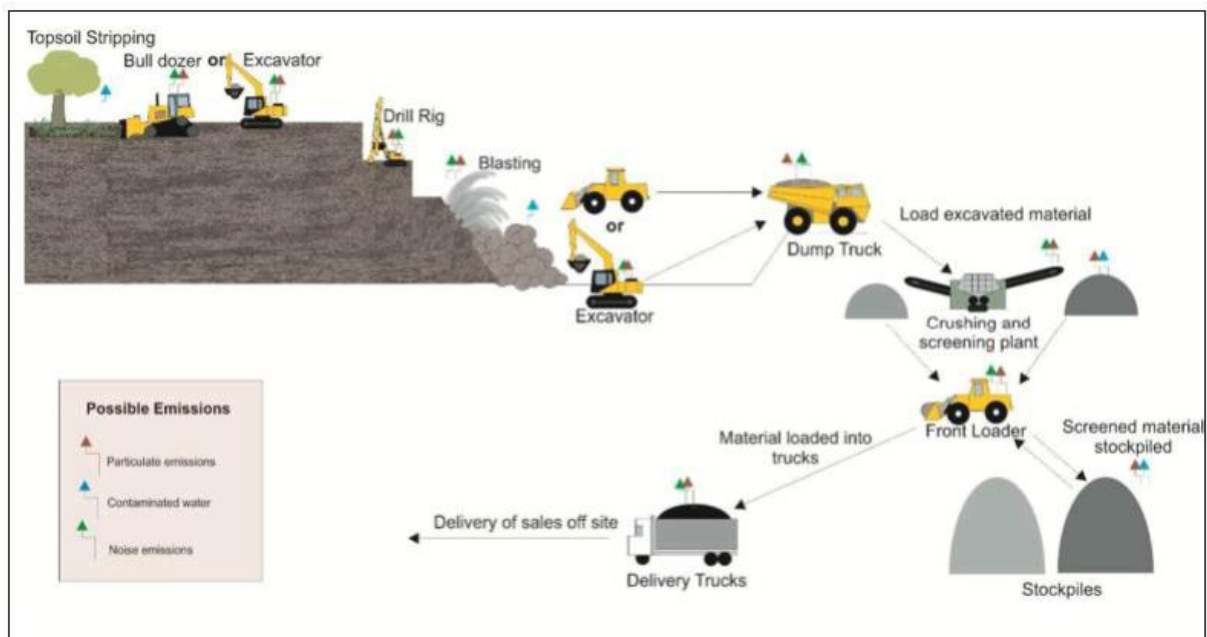 Topsoil Stripping
Bull dozer or Excavator
Drill Rig
Blasting
or
Excavator
Dump Truck
Load excavated material
Crushing and
screening plant
Front Loader
Screened material
stockpiled
Material loaded into
trucks
Delivery of sales off site
Delivery Trucks
Stockpiles
Possible Emissions
Particulate emissions
Contaminated water
Noise emissions